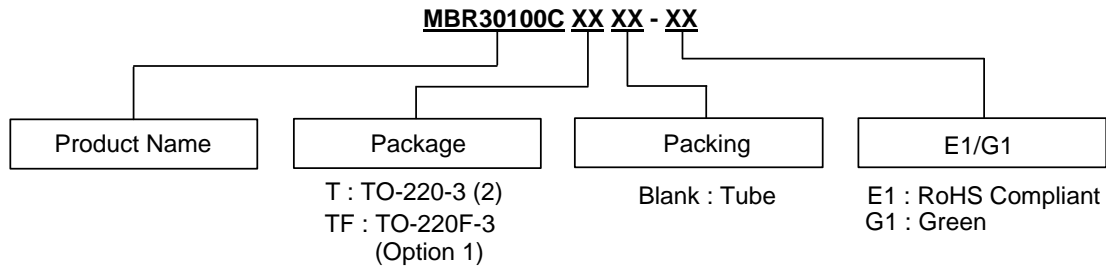 MBR30100C XX XX - XX
Product Name
Package
Packing
E1/G1
T : TO-220-3 (2)
TF : TO-220F-3
(Option 1)
Blank : Tube
E1 : RoHS Compliant
G1 : Green